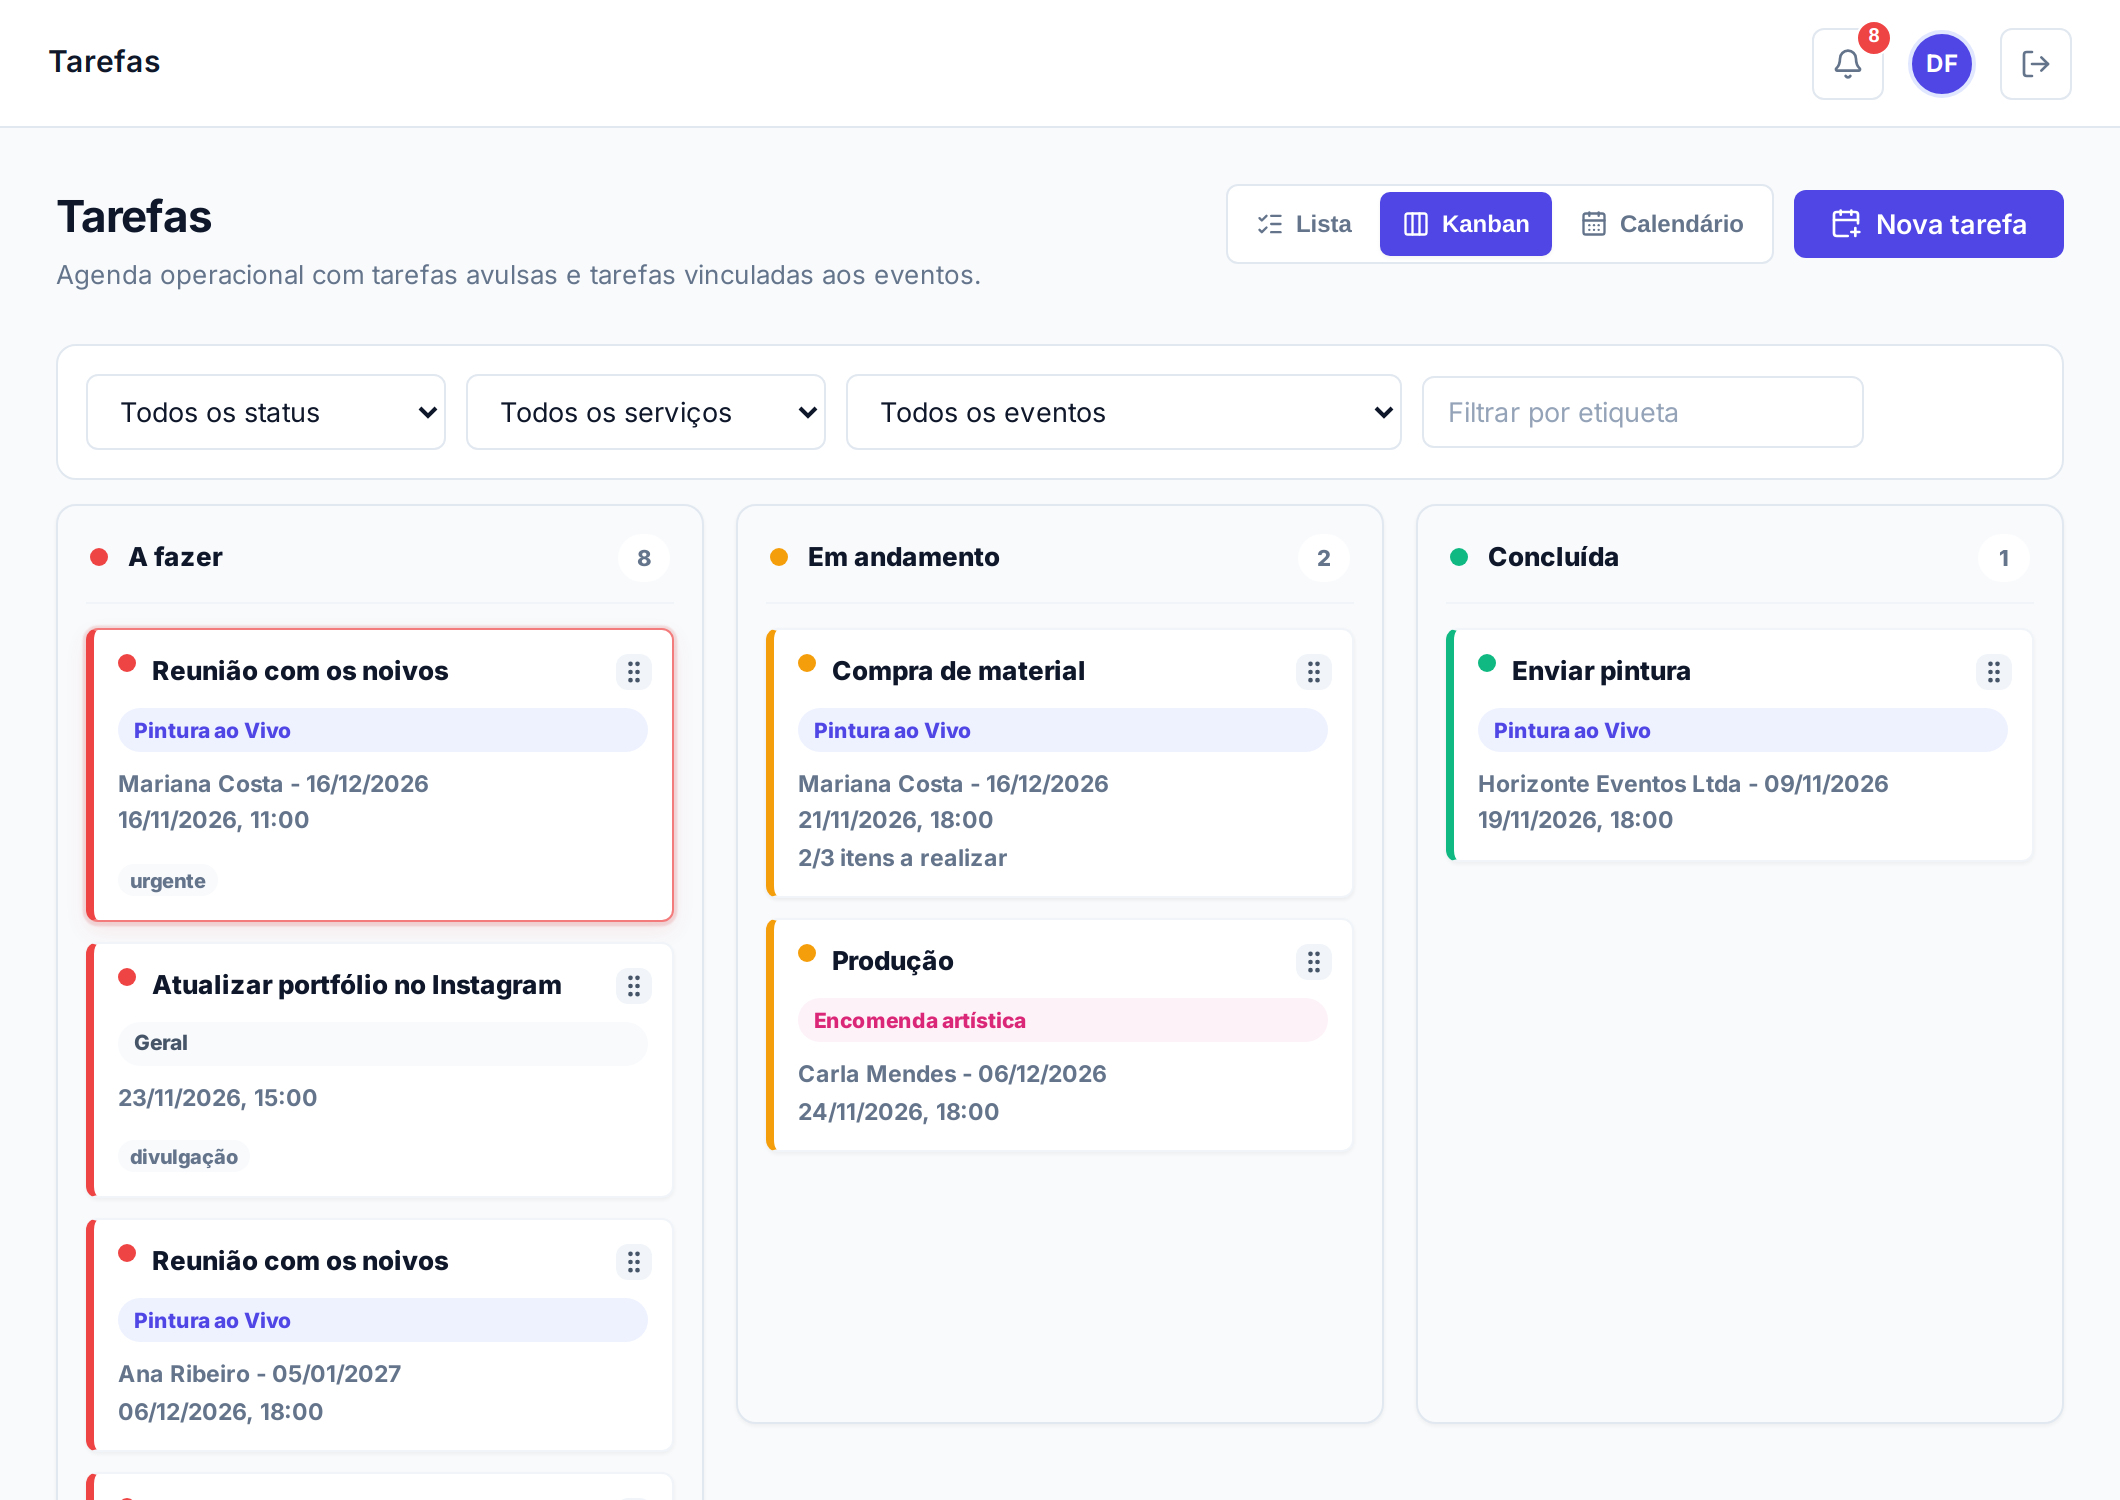 Tarefas
8
DF
Tarefas
Agenda operacional com tarefas avulsas e tarefas vinculadas aos eventos.
Lista
Kanban
Calendário
Nova tarefa
Todos os status
Todos os serviços
Todos os eventos
Filtrar por etiqueta
A fazer
8
Reunião com os noivos
Pintura ao Vivo
Mariana Costa - 16/12/2026
16/11/2026, 11:00
urgente
Atualizar portfólio no Instagram
Geral
23/11/2026, 15:00
divulgação
Reunião com os noivos
Pintura ao Vivo
Ana Ribeiro - 05/01/2027
06/12/2026, 18:00
Em andamento
2
Compra de material
Pintura ao Vivo
Mariana Costa - 16/12/2026
21/11/2026, 18:00
2/3 itens a realizar
Produção
Encomenda artística
Carla Mendes - 06/12/2026
24/11/2026, 18:00
Concluída
1
Enviar pintura
Pintura ao Vivo
Horizonte Eventos Ltda - 09/11/2026
19/11/2026, 18:00